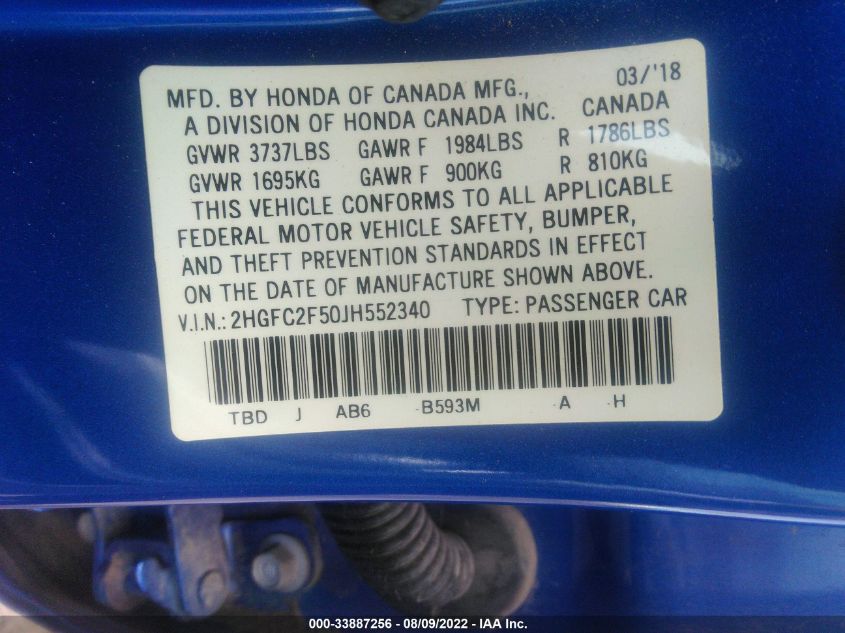 MFD. BY HONDA OF CANADA MFG., 03/'18
A DIVISION OF HONDA CANADA INC. CANADA
GVWR 3737LBS GAWR F 1984LBS R 1786LBS
GVWR 1695KG GAWR F 900KG R 810KG
THIS VEHICLE CONFORMS TO ALL APPLICABLE
FEDERAL MOTOR VEHICLE SAFETY, BUMPER,
AND THEFT PREVENTION STANDARDS IN EFFECT
ON THE DATE OF MANUFACTURE SHOWN ABOVE.
V.I.N.: 2HGFC2F50JH552340 TYPE: PASSENGER CAR
TBD J AB6 -B593M -A -H
000-33887256 - 08/09/2022 - IAA Inc.